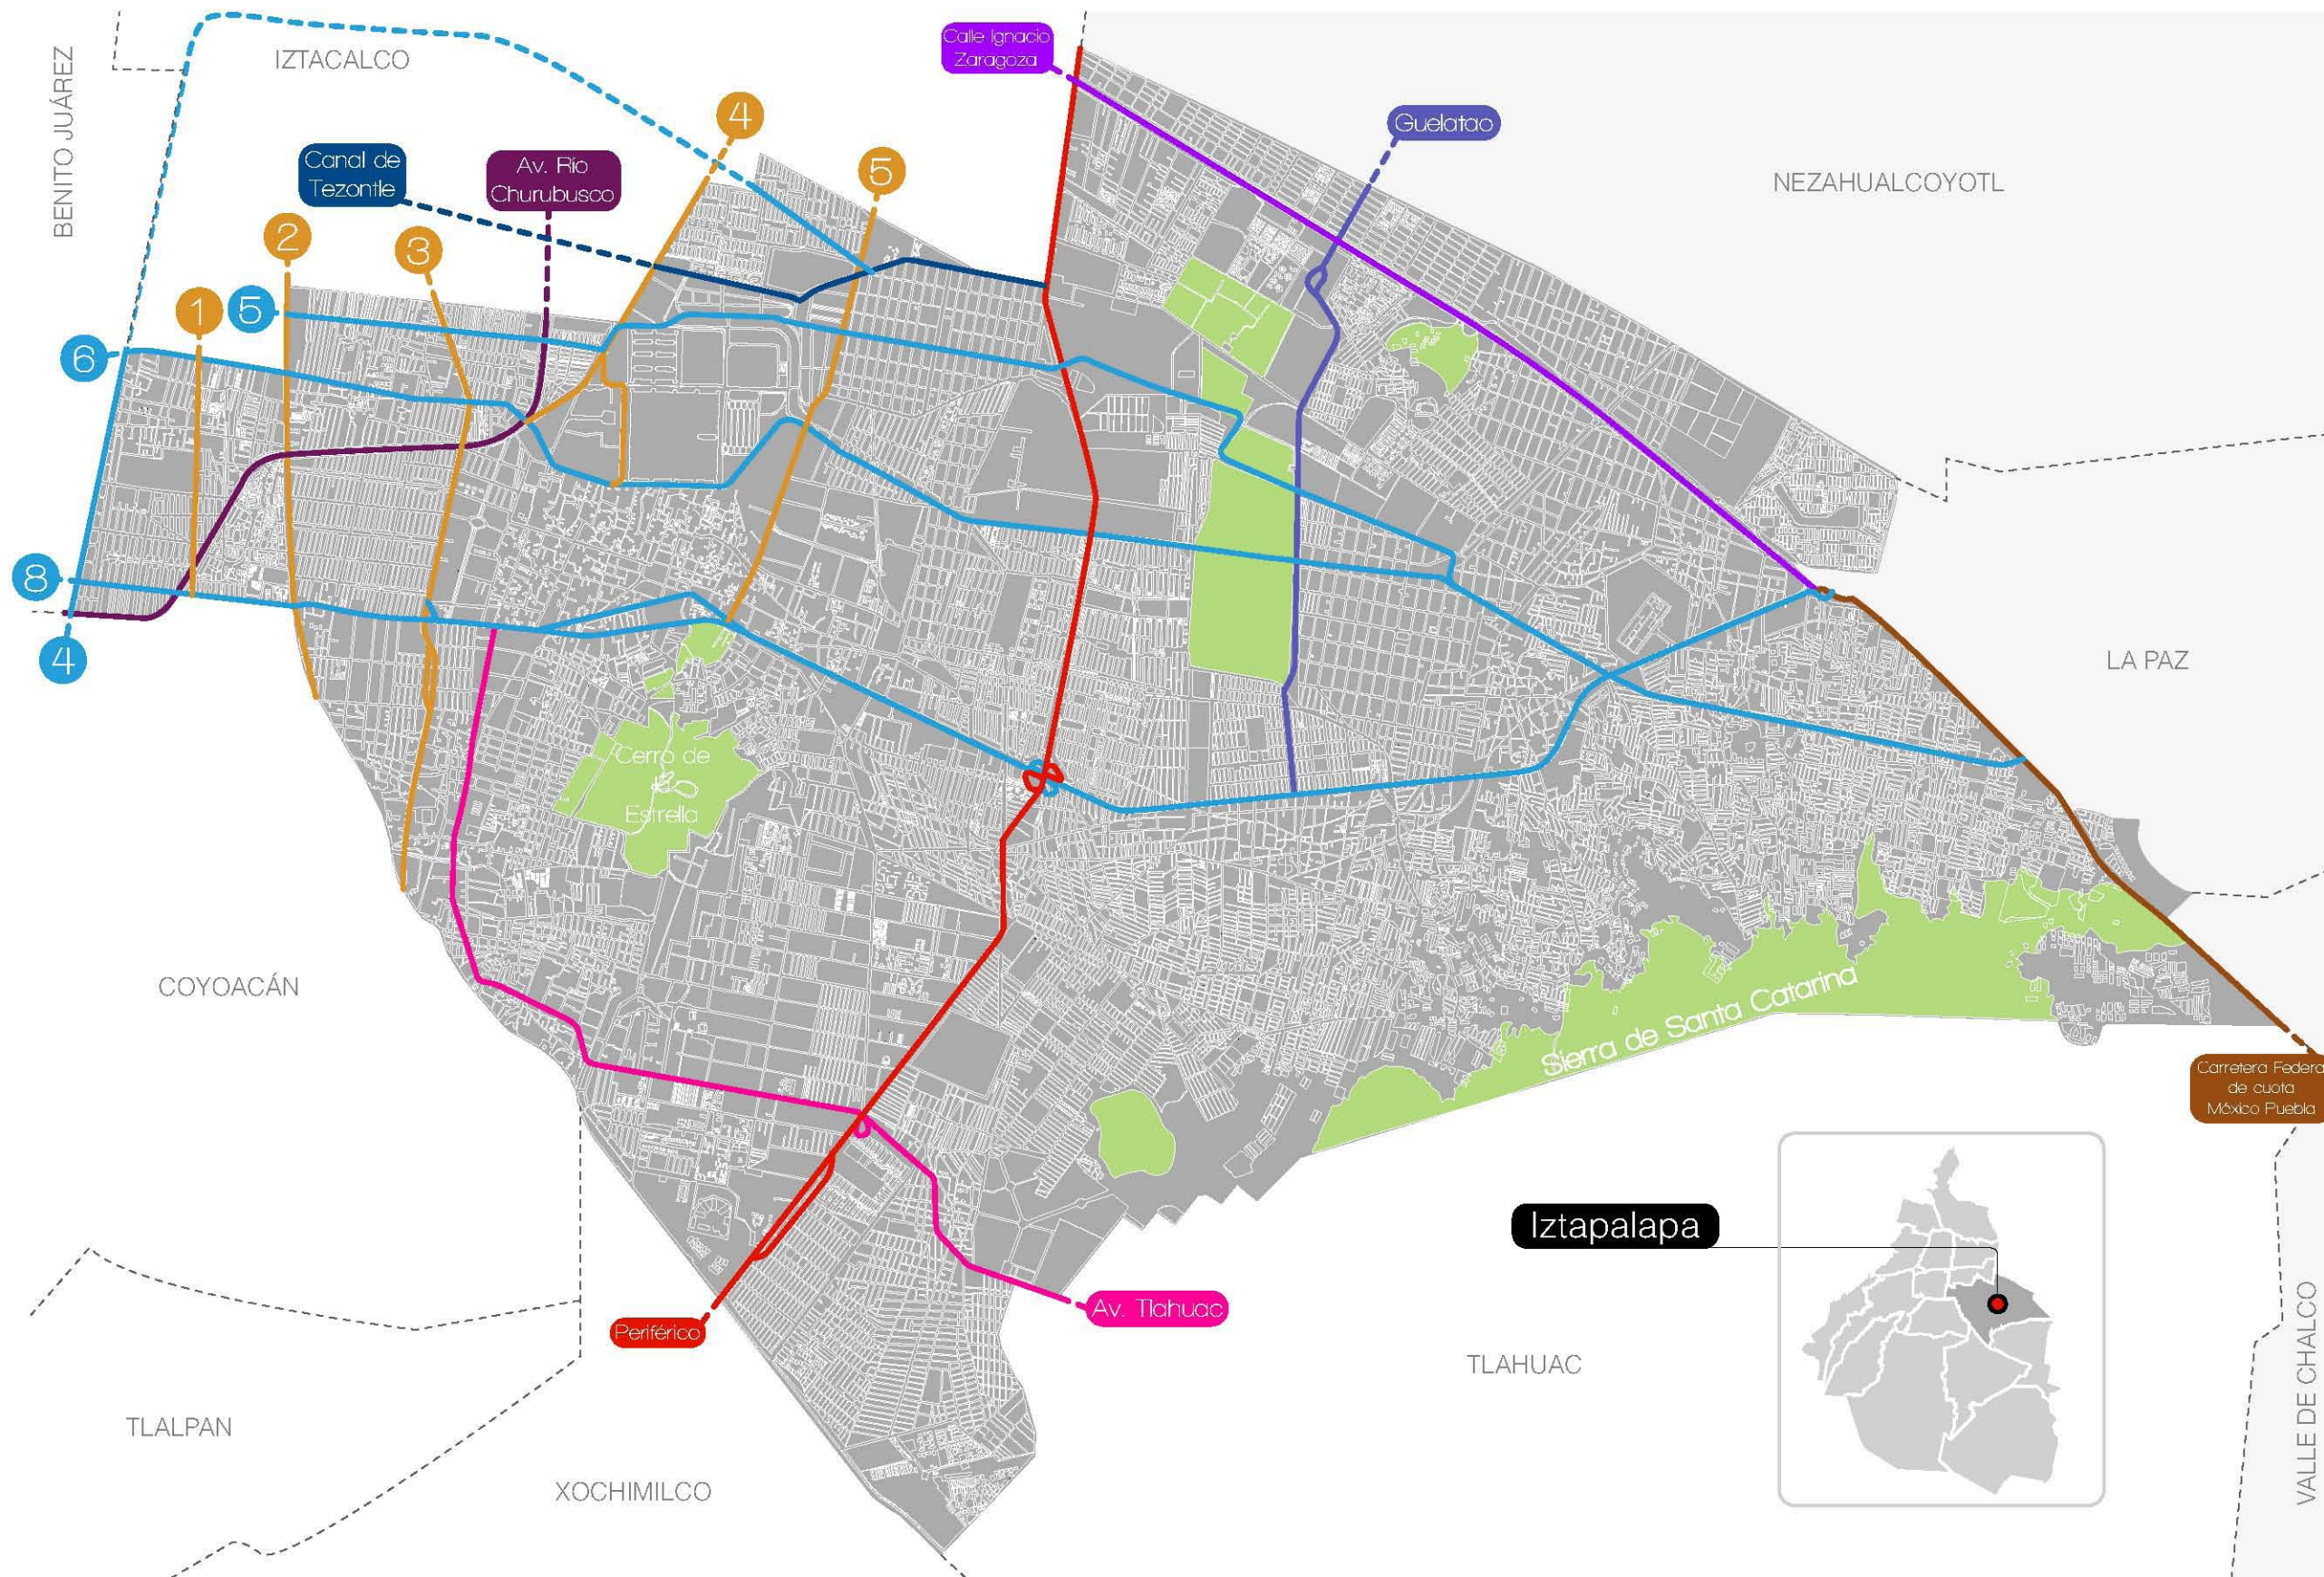 IZTACALCO
BENITO JUÁREZ
Calle Ignacio
Zaragoza
4
Guelatao
Canal de
Tezontle
Av. Río
Churubusco
5
NEZAHUALCOYOTL
2
3
1
5
6
8
4
LA PAZ
Cerro de
la
Estrella
COYOACÁN
Sierra de Santa Catarina
Carretera Federa
de cuota
México Puebla
Iztapalapa
Av. Tlahuac
Periférico
TLAHUAC
VALLE DE CHALCO
TLALPAN
XOCHIMILCO